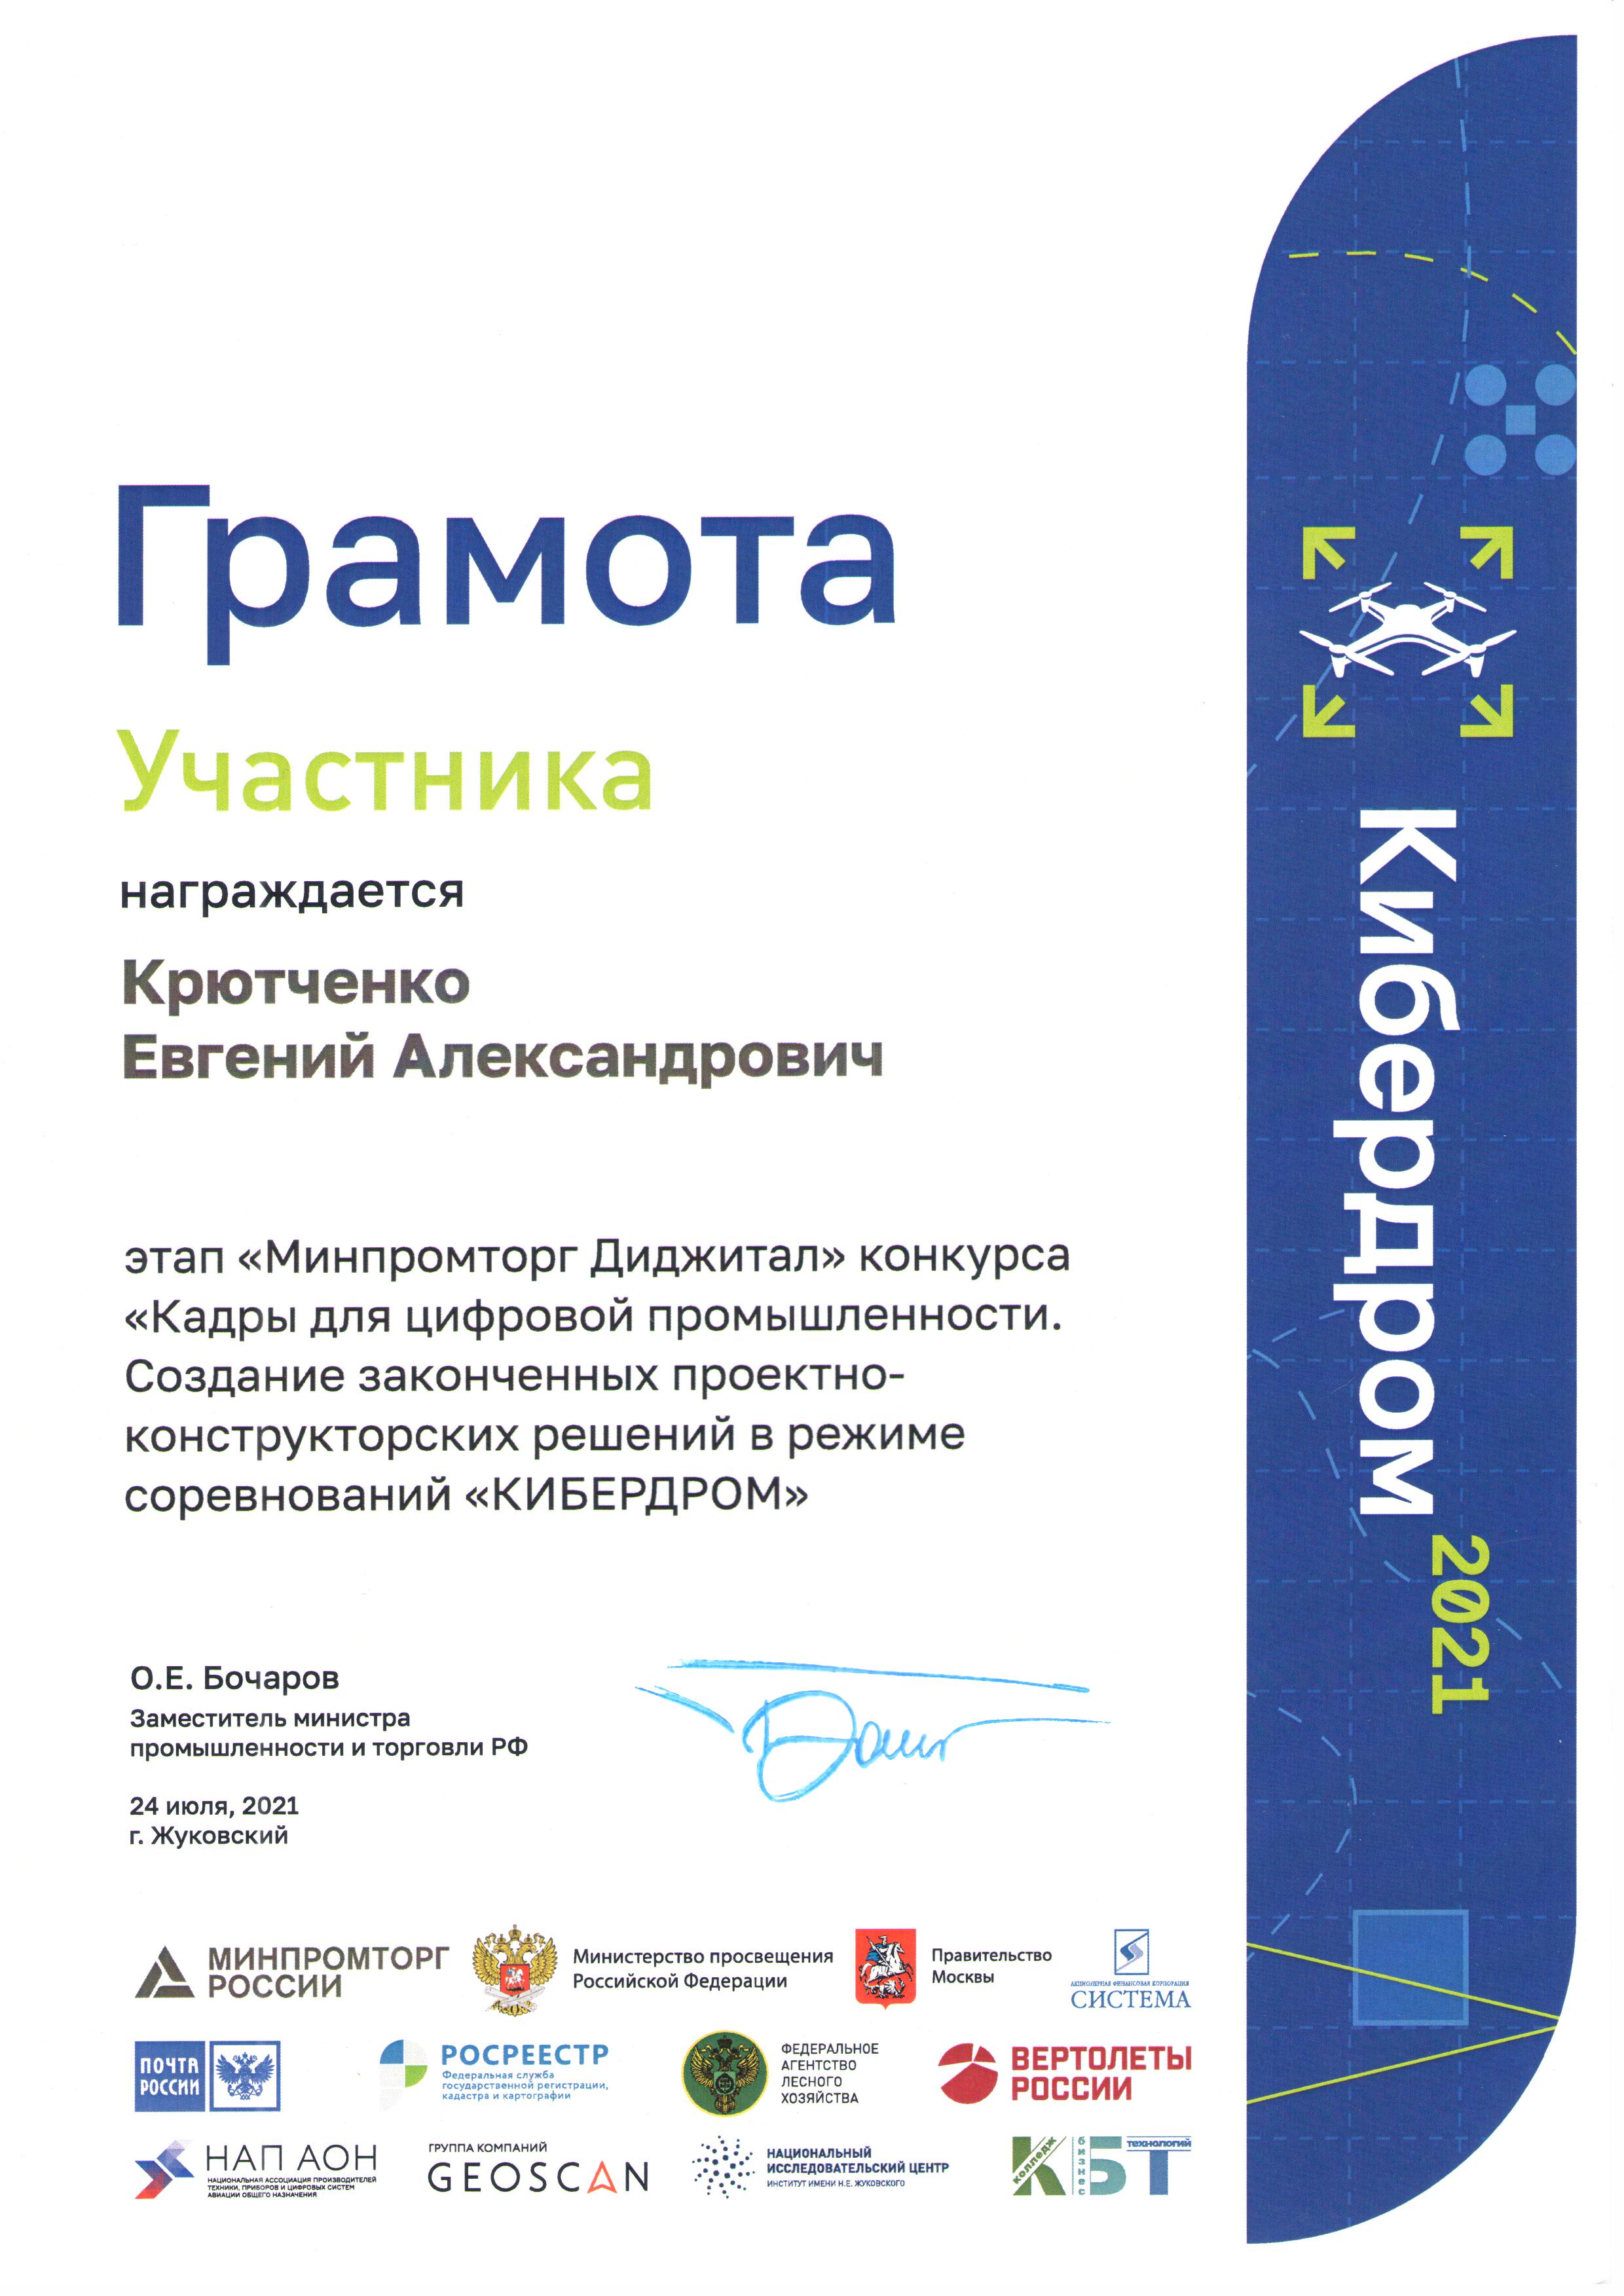 Грамота
Участника
награждается
Крютченко
Евгений Александрович
этап «Минпромторг Диджитал» конкурса
«Кадры для цифровой промышленности.
Создание законченных проектно-
конструкторских решений в режиме
соревнований «КИБЕРДРОМ»
О.Е. Бочаров
Заместитель министра
промышленности и торговли РФ
24 июля, 2021
г. Жуковский
Кибердром
2021
МИНПРОМТОРГ
РОССИИ
Министерство просвещения
Российской Федерации
Правительство
Москвы
АКЦИОНЕРНАЯ ФИНАНСОВАЯ КОРПОРАЦИЯ
СИСТЕМА
ПОЧТА
РОССИИ
РОСРЕЕСТР
Федеральная служба
государственной регистрации,
кадастра и картографии
ФЕДЕРАЛЬНОЕ
АГЕНТСТВО
ЛЕСНОГО
ХОЗЯЙСТВА
ВЕРТОЛЕТЫ
РОССИИ
НАП АОН
НАЦИОНАЛЬНАЯ АССОЦИАЦИЯ ПРОИЗВОДИТЕЛЕЙ
ТЕХНИКИ, ПРИБОРОВ И ЦИФРОВЫХ СИСТЕМ
АВИАЦИИ ОБЩЕГО НАЗНАЧЕНИЯ
ГРУППА КОМПАНИЙ
GEOSCAN
НАЦИОНАЛЬНЫЙ
ИССЛЕДОВАТЕЛЬСКИЙ ЦЕНТР
ИНСТИТУТ ИМЕНИ Н.Е. ЖУКОВСКОГО
КБТ
колледж
бизнес
технологий